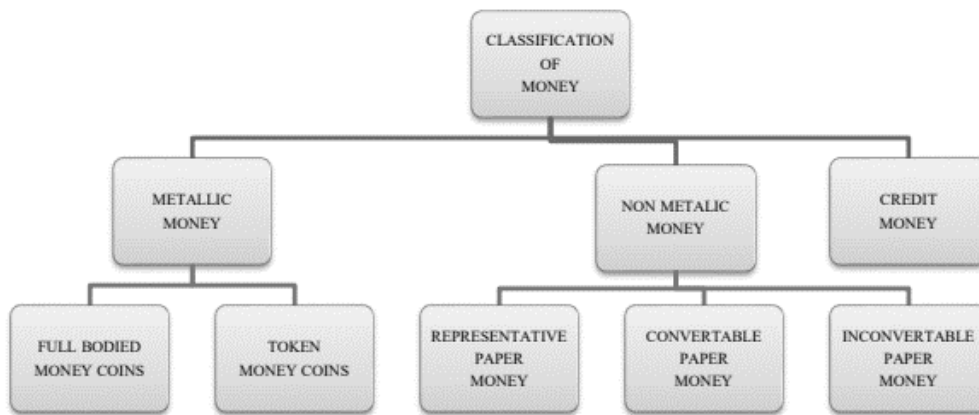 CLASSIFICATION
OF
MONEY
METALLIC
MONEY
NON METALIC
MONEY
CREDIT
MONEY
FULL BODIED
MONEY COINS
TOKEN
MONEY COINS
REPRESENTATIVE
PAPER
MONEY
CONVERTABLE
PAPER
MONEY
INCONVERTABLE
PAPER
MONEY